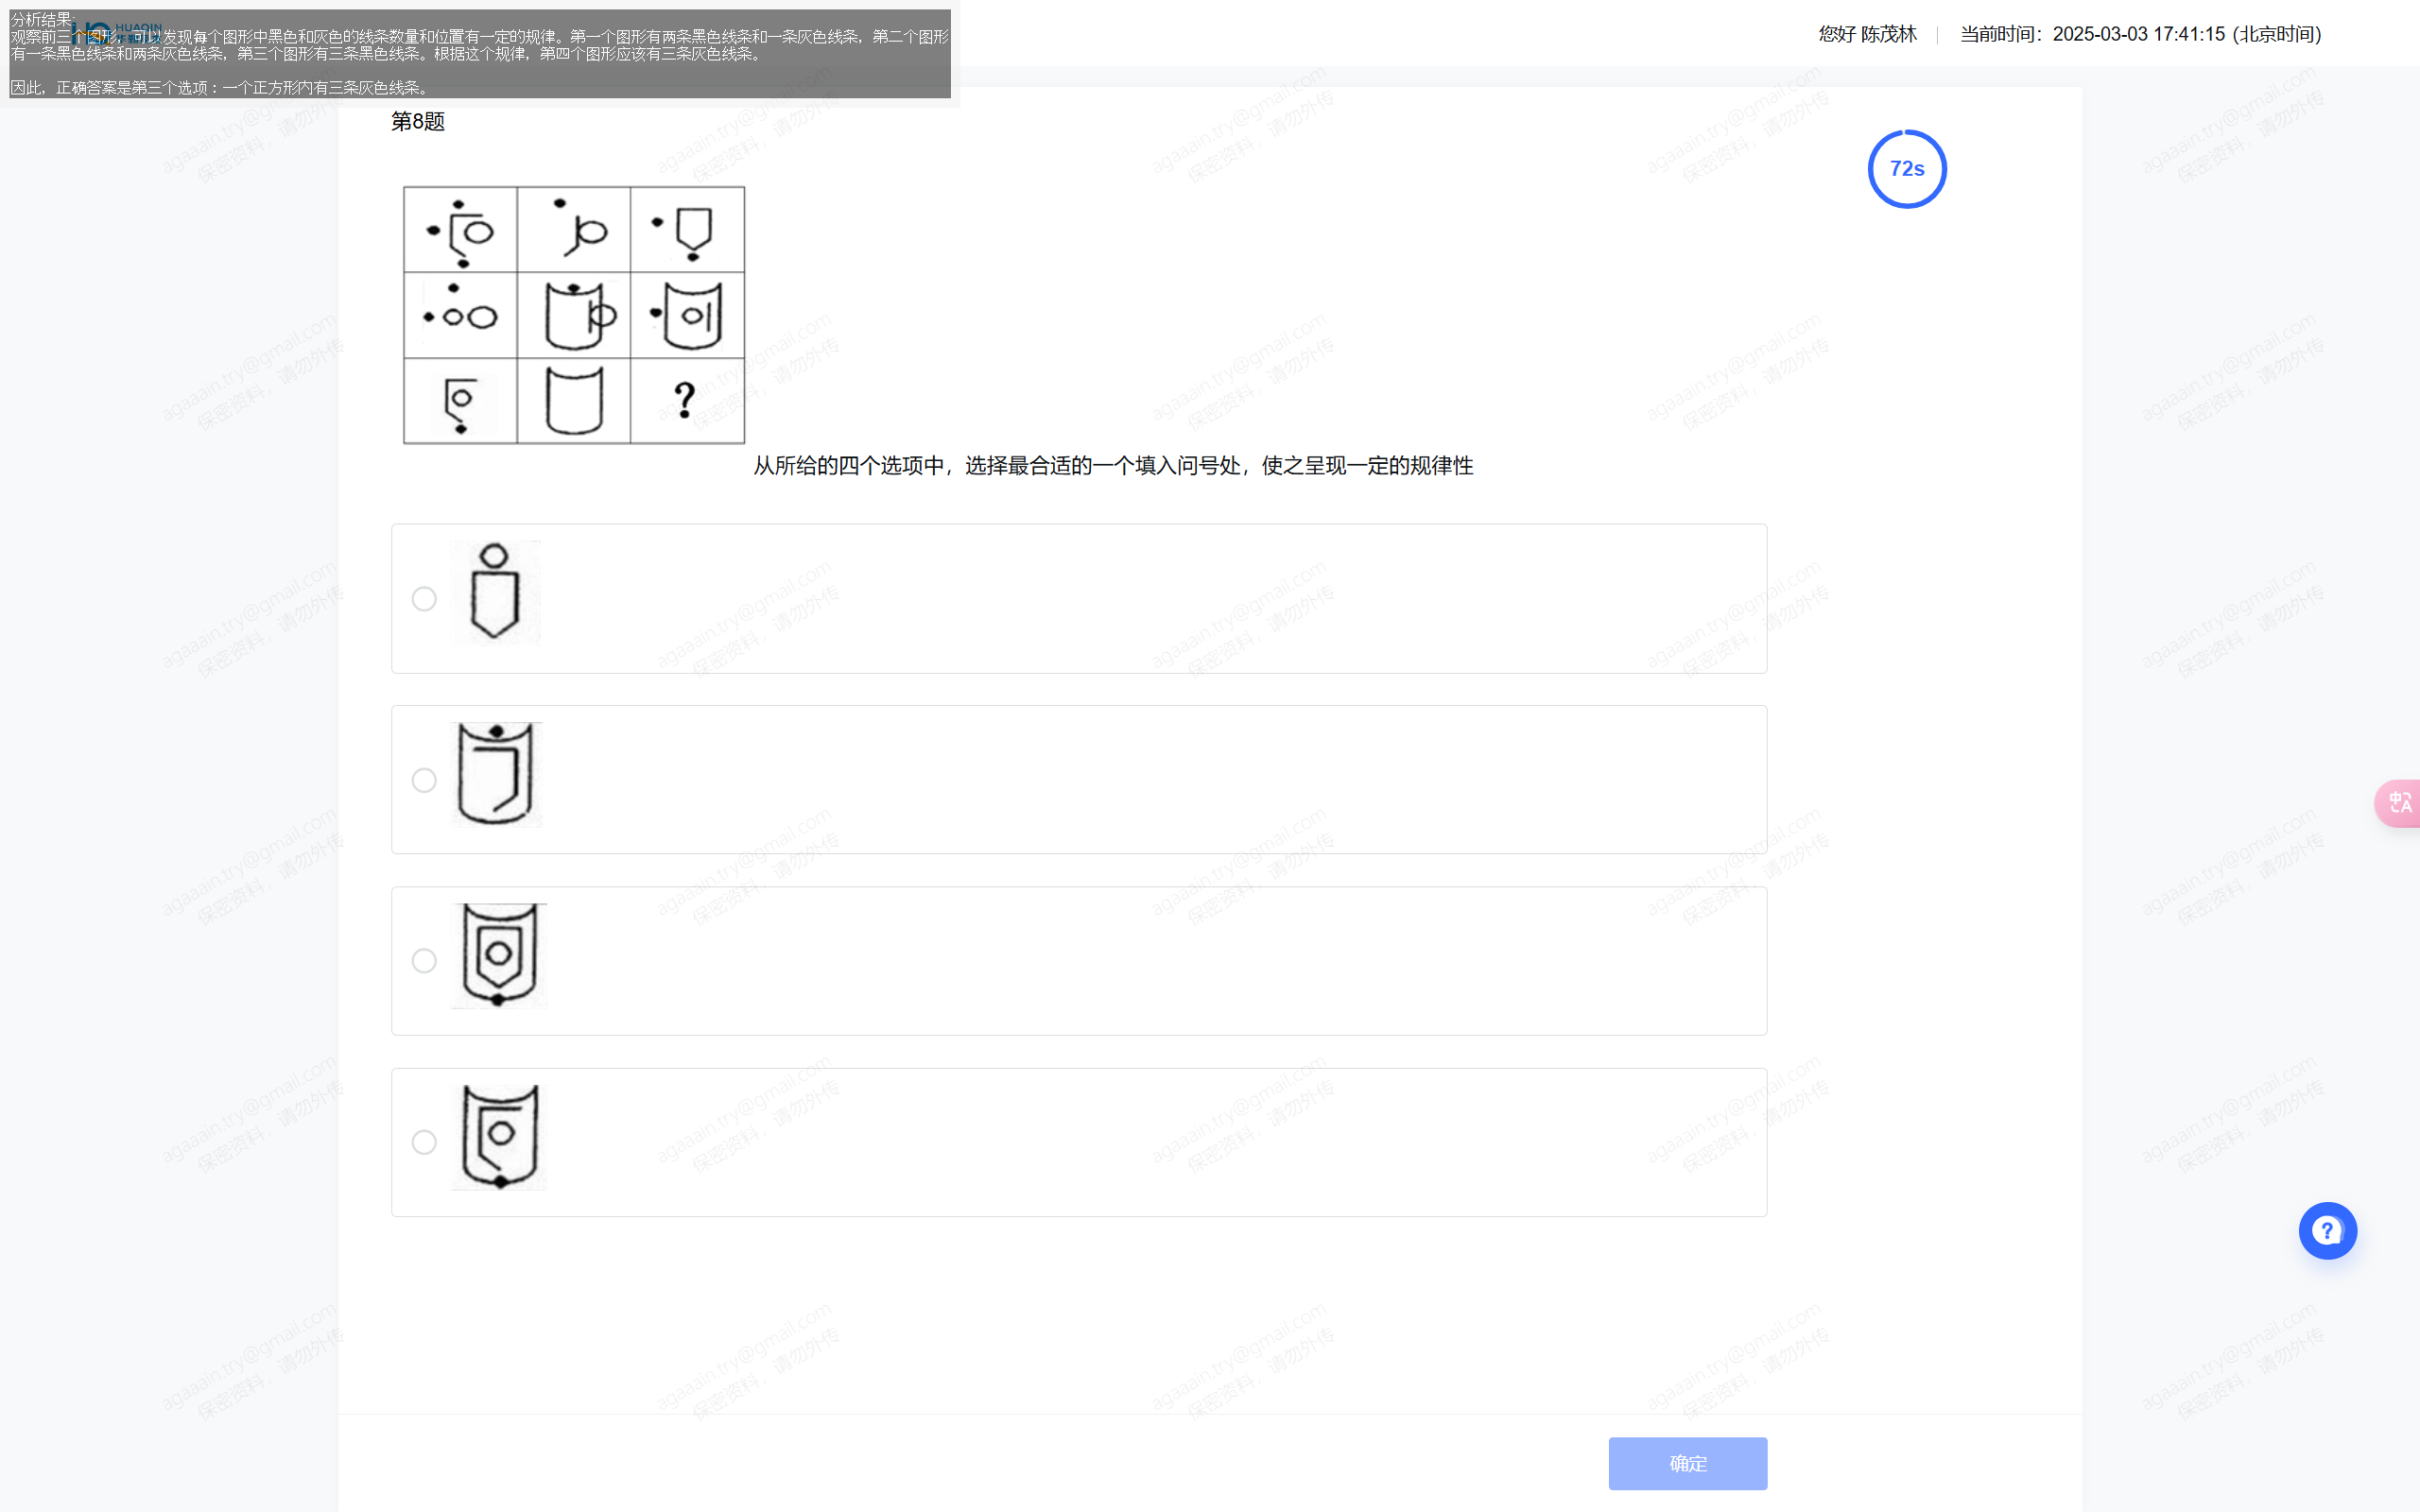 分析结果:
观察前三个图形，可以发现每个图形中黑色和灰色的线条数量和位置有一定的规律。第一个图形有两条黑色线条和一条灰色线条，第二个图形
有一条黑色线条和两条灰色线条，第三个图形有三条黑色线条。根据这个规律，第四个图形应该有三条灰色线条。
因此，正确答案是第三个选项：一个正方形内有三条灰色线条。
HUAQIN
您好 陈茂林
当前时间：2025-03-03 17:41:15 (北京时间)
第8题
72s
?
从所给的四个选项中，选择最合适的一个填入问号处，使之呈现一定的规律性
确定
agaaain.try@gmail.com
保密资料，请勿外传